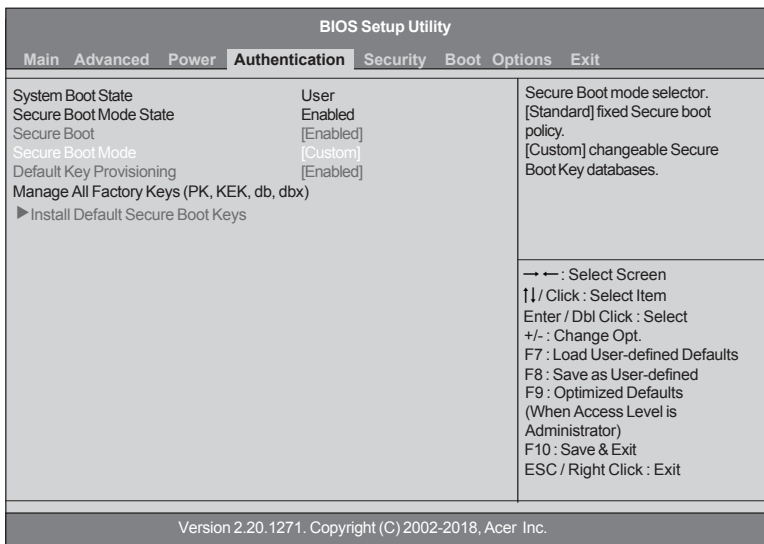 BIOS Setup Utility
Main Advanced Power Authentication Security Boot Options Exit
System Boot State User
Secure Boot Mode State Enabled
Secure Boot [Enabled]
Secure Boot Mode [Custom]
Default Key Provisioning [Enabled]
Manage All Factory Keys (PK, KEK, db, dbx)
▶Install Default Secure Boot Keys
Secure Boot mode selector.
[Standard] fixed Secure boot
policy.
[Custom] changeable Secure
Boot Key databases.
→ ←: Select Screen
↑↓/ Click : Select Item
Enter / Dbl Click : Select
+/- : Change Opt.
F7 : Load User-defined Defaults
F8 : Save as User-defined
F9 : Optimized Defaults
(When Access Level is
Administrator)
F10 : Save & Exit
ESC / Right Click : Exit
Version 2.20.1271. Copyright (C) 2002-2018, Acer Inc.